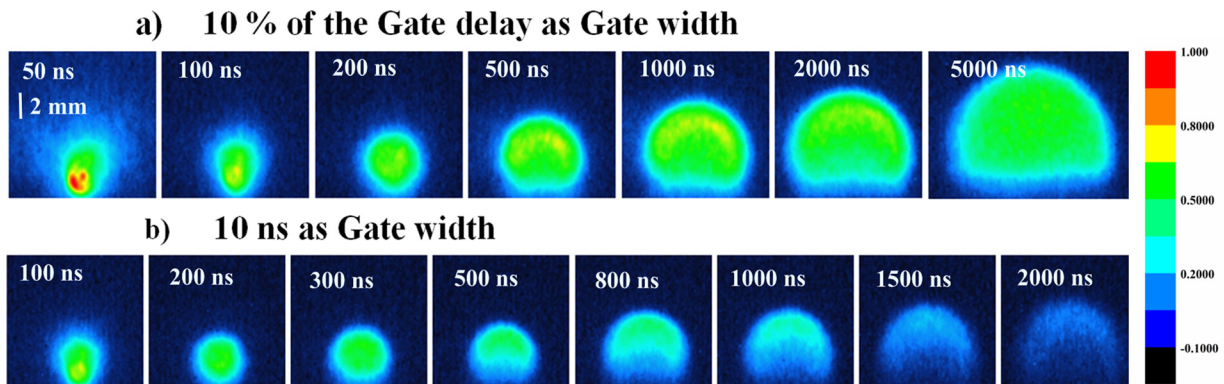 a) 10 % of the Gate delay as Gate width
50 ns
100 ns
200 ns
500 ns
1000 ns
2000 ns
5000 ns
2 mm
1.000
0.8000
0.5000
0.2000
-0.1000
b) 10 ns as Gate width
100 ns
200 ns
300 ns
500 ns
800 ns
1000 ns
1500 ns
2000 ns